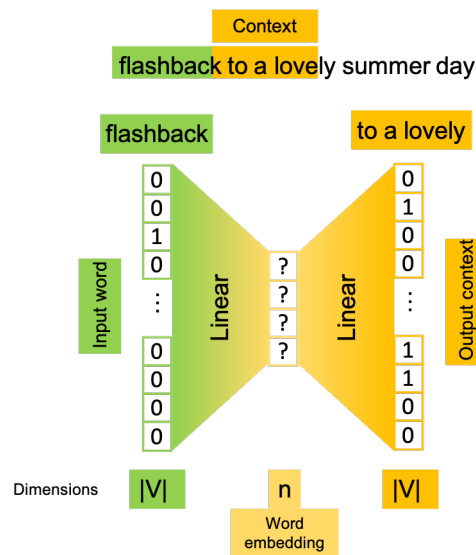 Context
flashback to a lovely summer day
flashback
to a lovely
0
0
1
0
...
0
0
0
0
Input word
Linear
?
?
?
?
Linear
0
1
0
0
...
1
1
0
0
Output context
Dimensions
|V|
n
|V|
Word
embedding